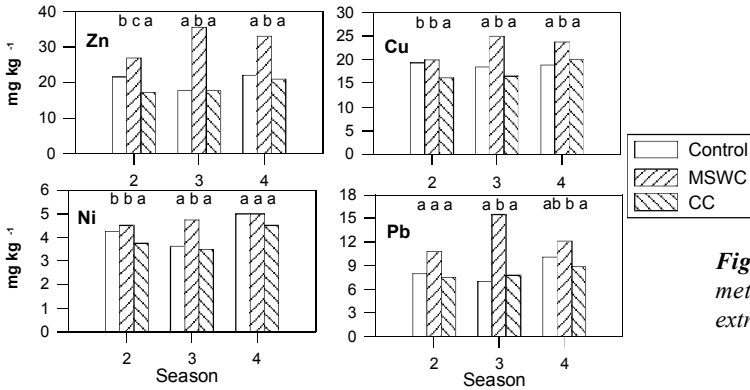 b c a a b a a b a
40
30
20
10
0
Zn
mg kg -1
2 3 4
b b a a b a a b a
30
25
20
15
10
5
0
Cu
2 3 4
Control
MSWC
CC
b b a a b a a a a
6
5
4
3
2
1
0
Ni
mg kg -1
2 3 4
Season
a a a a b a ab b a
18
15
12
9
6
3
0
Pb
2 3 4
Season
Fig
met
extr